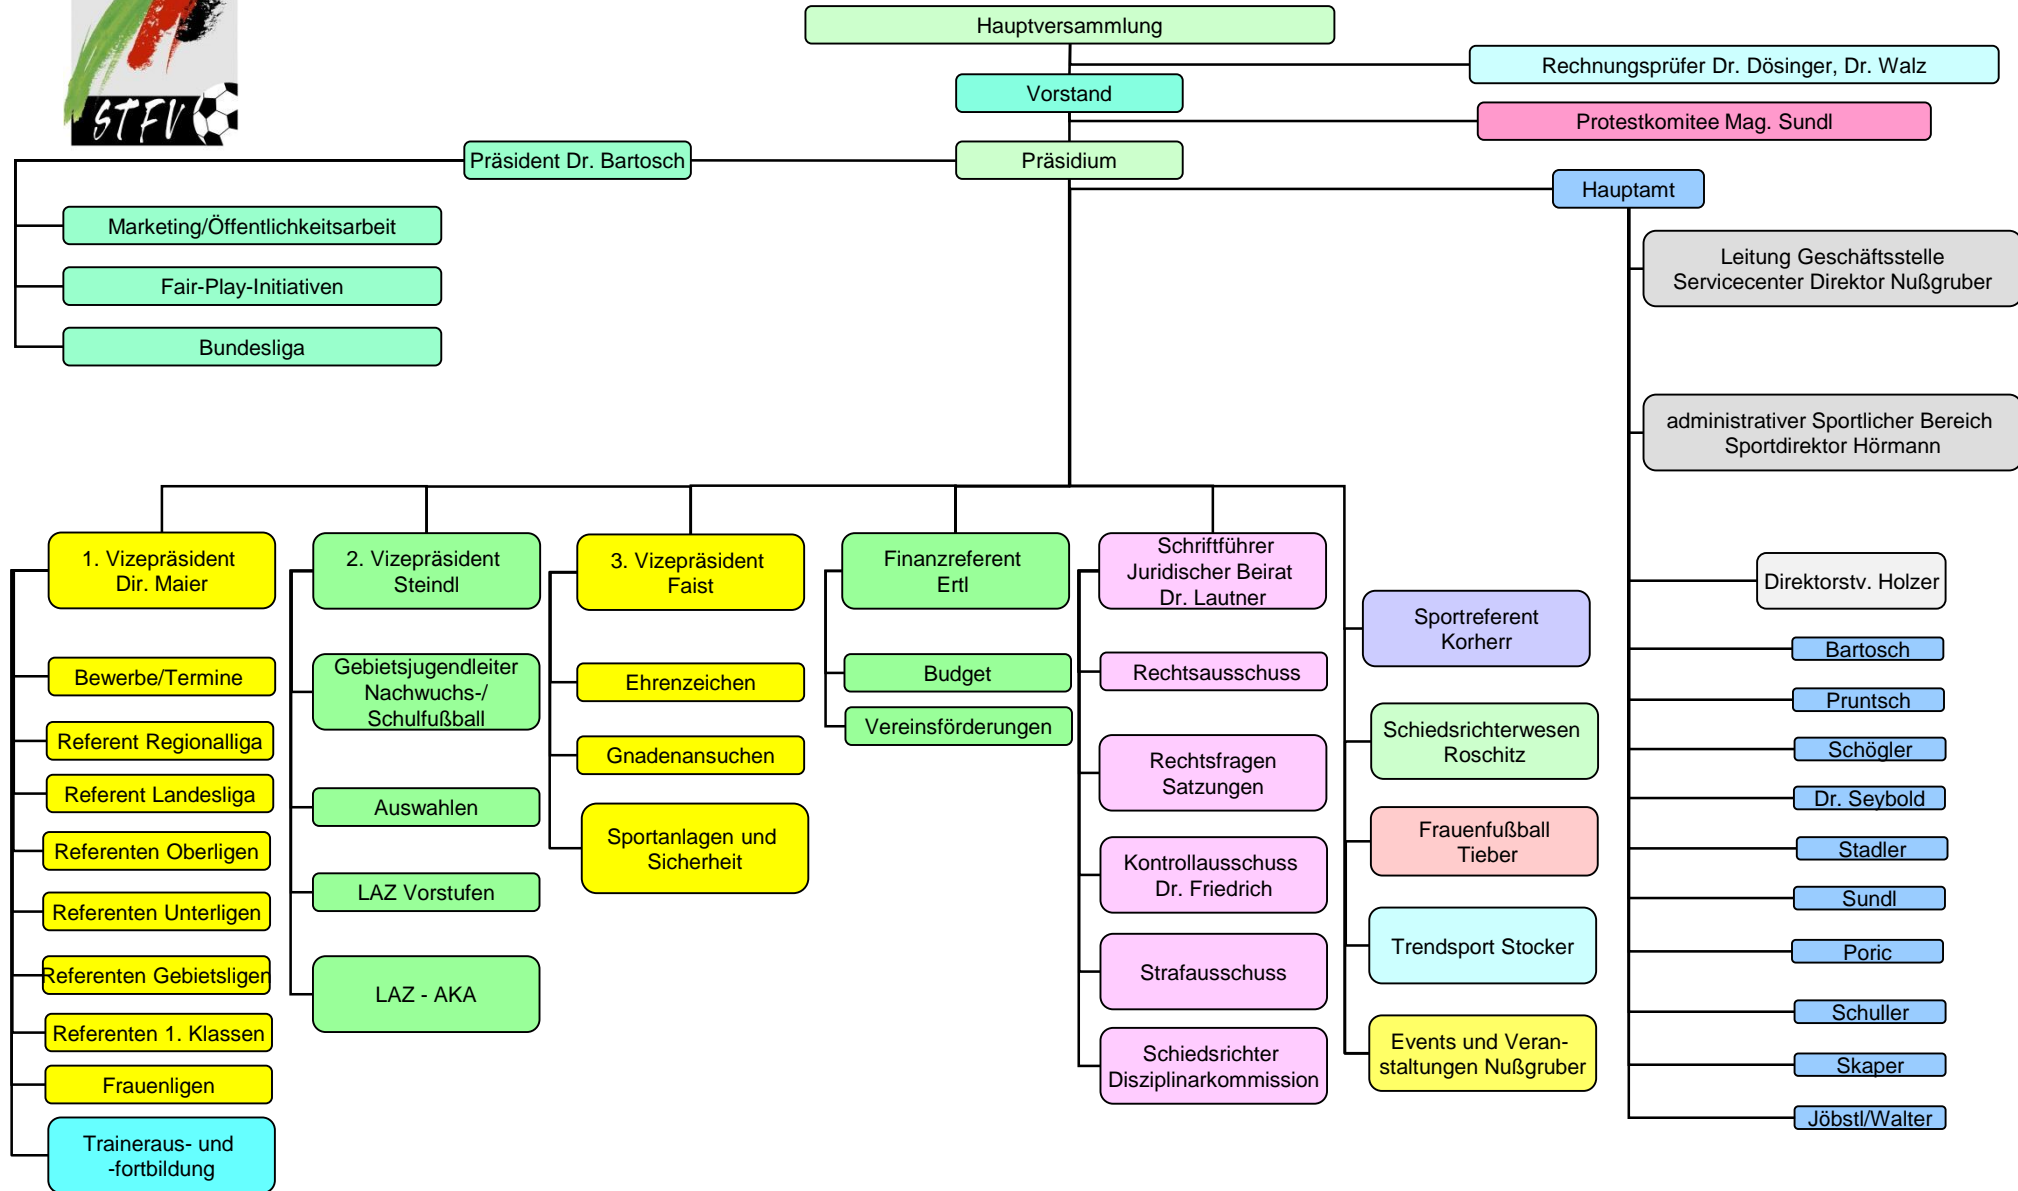 STFV
Hauptversammlung
Rechnungsprüfer Dr. Dösinger, Dr. Walz
Vorstand
Protestkomitee Mag. Sundl
Präsident Dr. Bartosch
Präsidium
Hauptamt
Marketing/Öffentlichkeitsarbeit
Fair-Play-Initiativen
Bundesliga
Leitung Geschäftsstelle
Servicecenter Direktor Nußgruber
administrativer Sportlicher Bereich
Sportdirektor Hörmann
1. Vizepräsident
Dir. Maier
Bewerbe/Termine
Referent Regionalliga
Referent Landesliga
Referenten Oberligen
Referenten Unterligen
Referenten Gebietsligen
Referenten 1. Klassen
Frauenligen
Traineraus- und
-fortbildung
2. Vizepräsident
Steindl
Gebietsjugendleiter
Nachwuchs-/
Schulfußball
Auswahlen
LAZ Vorstufen
LAZ - AKA
3. Vizepräsident
Faist
Ehrenzeichen
Gnadenansuchen
Sportanlagen und
Sicherheit
Finanzreferent
Ertl
Budget
Vereinsförderungen
Schriftführer
Juridischer Beirat
Dr. Lautner
Rechtsausschuss
Rechtsfragen
Satzungen
Kontrollausschuss
Dr. Friedrich
Strafausschuss
Schiedsrichter
Disziplinarkommission
Sportreferent
Korherr
Schiedsrichterwesen
Roschitz
Frauenfußball
Tieber
Trendsport Stocker
Events und Veran-
staltungen Nußgruber
Direktorstv. Holzer
Bartosch
Pruntsch
Schögler
Dr. Seybold
Stadler
Sundl
Poric
Schuller
Skaper
Jöbstl/Walter